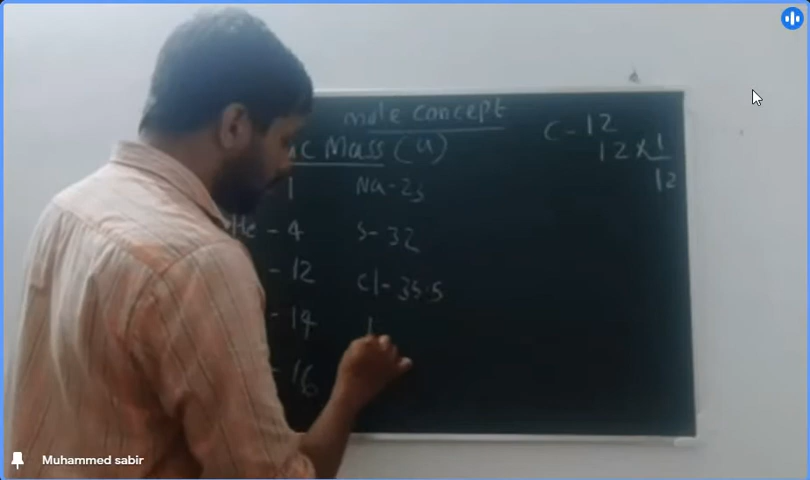 mole concept
ic Mass (u)
1
He - 4
- 12
- 14
- 16
Na - 23
S - 32
Cl - 35.5
C - 12
12 x 1
12
Muhammed sabir